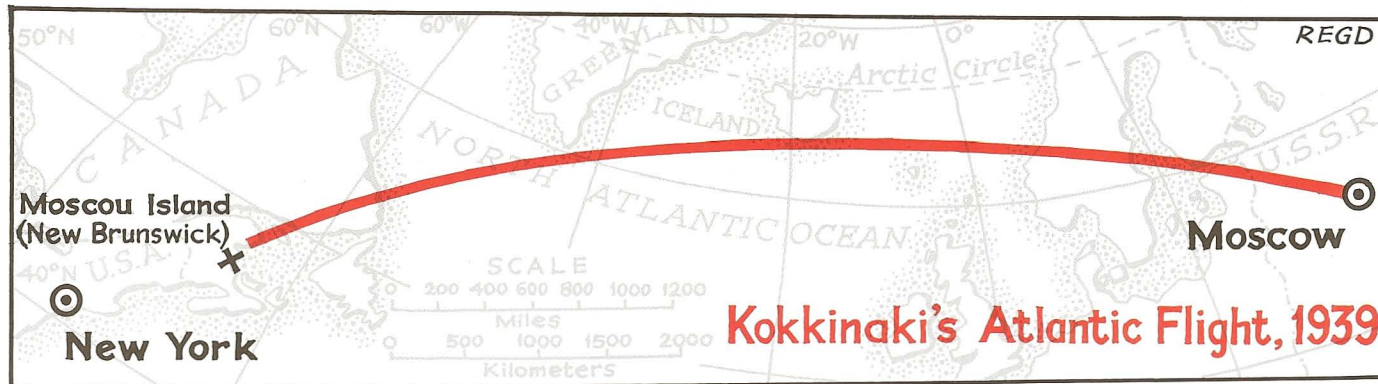 50°N
60°N
60°W
40°W
GREENLAND
20°W
0°
REGD
Arctic Circle
CANADA
ICELAND
U.S.S.R.
NORTH
ATLANTIC OCEAN
Moscou Island
(New Brunswick)
40°N
U.S.A.
Moscow
New York
SCALE
0 200 400 600 800 1000 1200
Miles
0 500 1000 1500 2000
Kilometers
Kokkinaki's Atlantic Flight, 1939